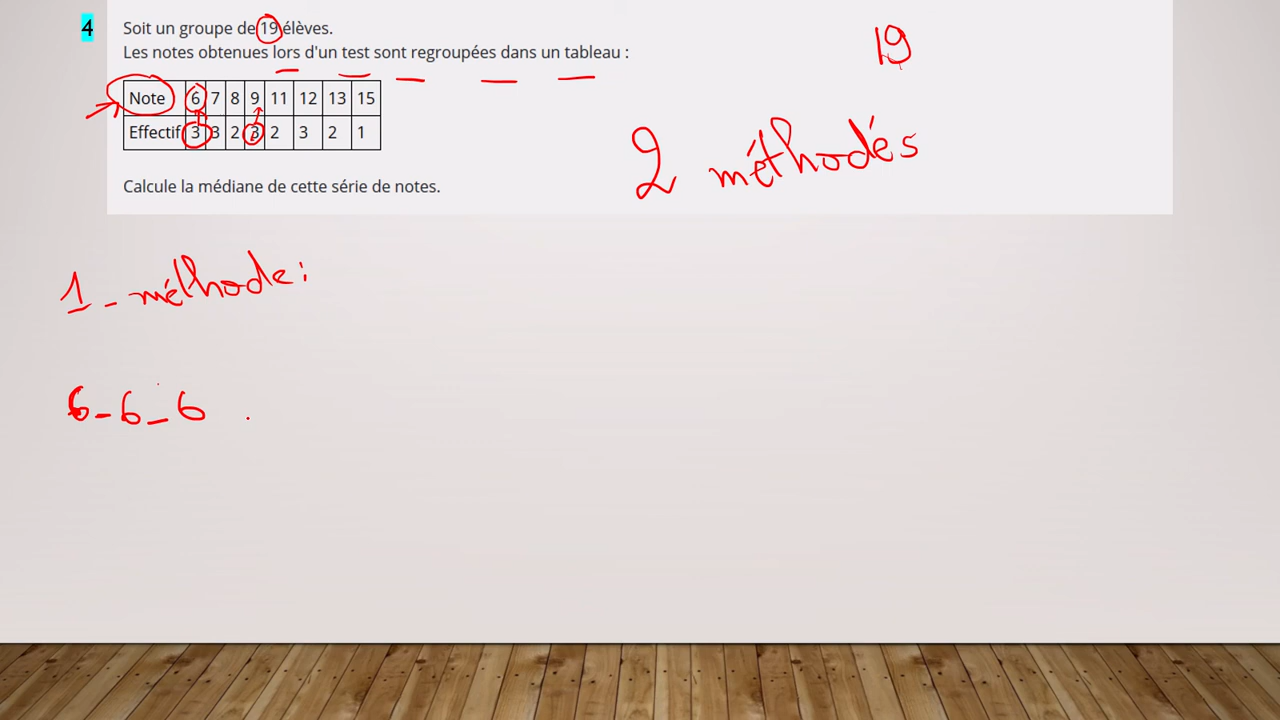 4
Soit un groupe de 19 élèves.
Les notes obtenues lors d'un test sont regroupées dans un tableau :
Note 6 7 8 9 11 12 13 15
Effectif 3 3 2 3 2 3 2 1
Calcule la médiane de cette série de notes.
19
2 méthodés
1 - méthode :
6 - 6 - 6